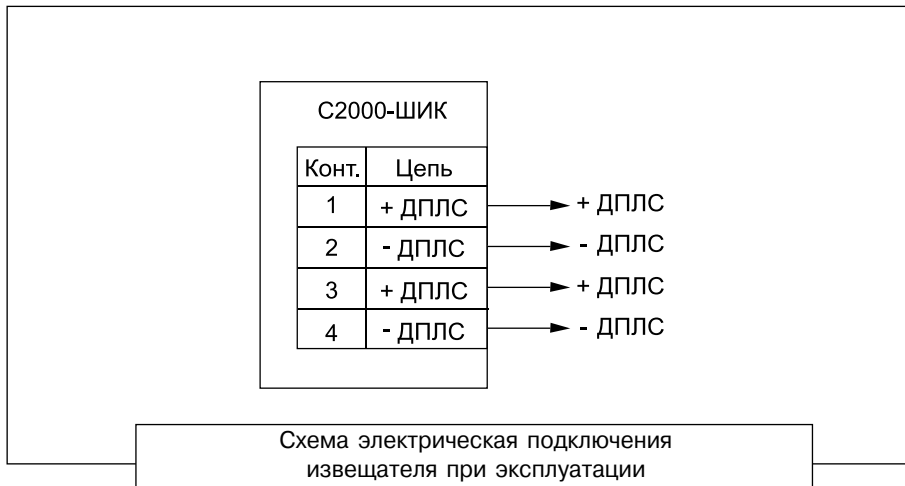 С2000-ШИК
Конт. Цепь
1 + ДПЛС + ДПЛС
2 - ДПЛС - ДПЛС
3 + ДПЛС + ДПЛС
4 - ДПЛС - ДПЛС
Схема электрическая подключения
извещателя при эксплуатации